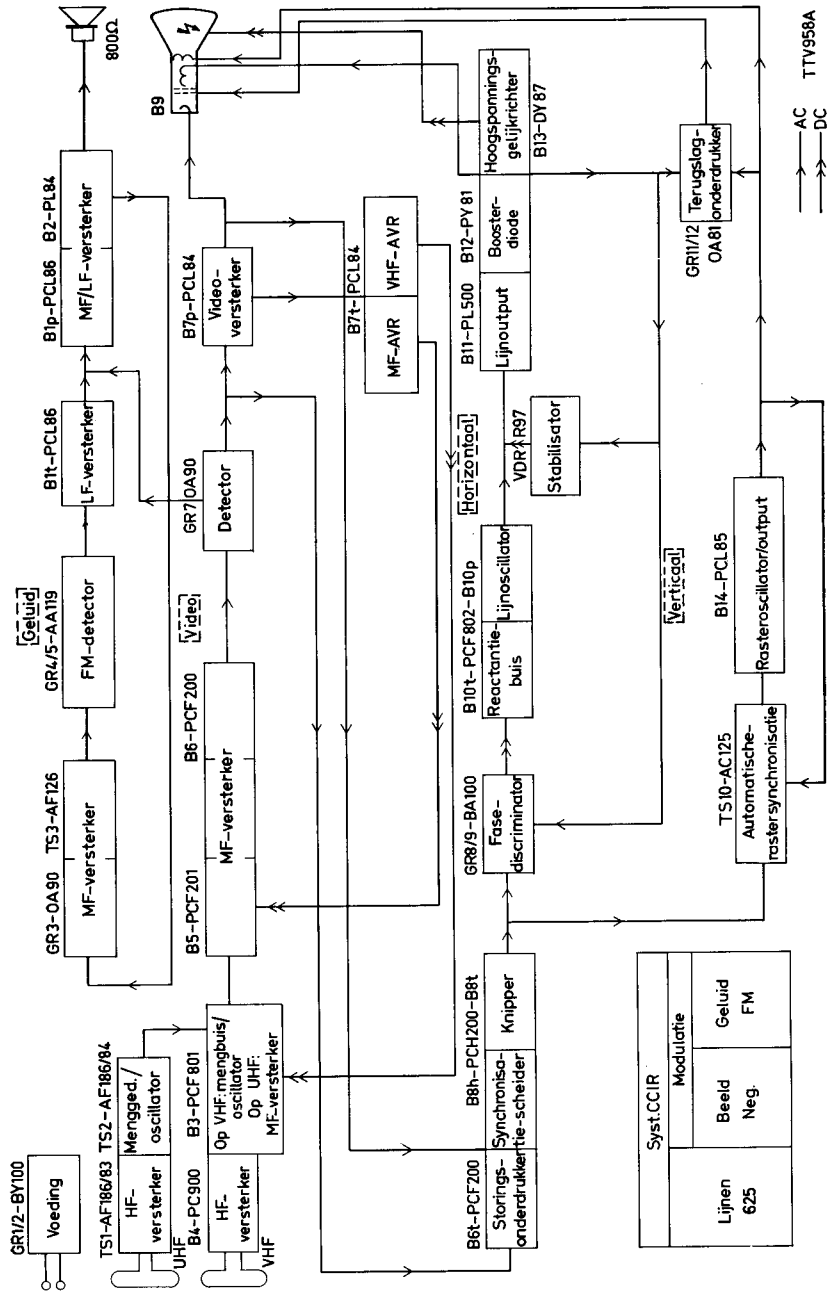 GR1/2-BY100
Voeding
TS1-AF186/83
TS2-AF186/84
HF-
versterker
Mengged./
oscillator
UHF
B4-PC900
B3-PCF801
HF-
versterker
Op VHF:mengbuis/
oscillator
Op UHF:
MF-versterker
VHF
Geluid
GR3-OA90
TS3-AF126
MF-versterker
GR4/5-AA119
FM-detector
B1t-PCL86
LF-versterker
B1p-PCL86
B2-PL84
MF/LF-versterker
800Ω
Video
B5-PCF201
B6-PCF200
MF-versterker
GR7 OA90
Detector
B7p-PCL84
Video-
versterker
B9
B7t-PCL84
MF-AVR
VHF-AVR
Horizontaal
B6t-PCF200
Storings-
onderdrukker
B8h-PCH200-B8t
Synchronisa-
tie-scheider
Knipper
GR8/9-BA100
Fase-
discriminator
B10t-PCF802-B10p
Reactantie-
buis
Lijnoscillator
VDR R97
Stabilisator
B11-PL500
Lijnoutput
B12-PY81
Booster-
diode
Hoogspannings-
gelijkrichter
B13-DY87
Verticaal
TS10-AC125
Automatische-
rastersynchronisatie
B14-PCL85
Rasteroscillator/output
GR11/12
OA81
Terugslag-
onderdrukker
Syst.CCIR
Lijnen
625
Modulatie
Beeld
Neg.
Geluid
FM
AC
DC
TTV958A